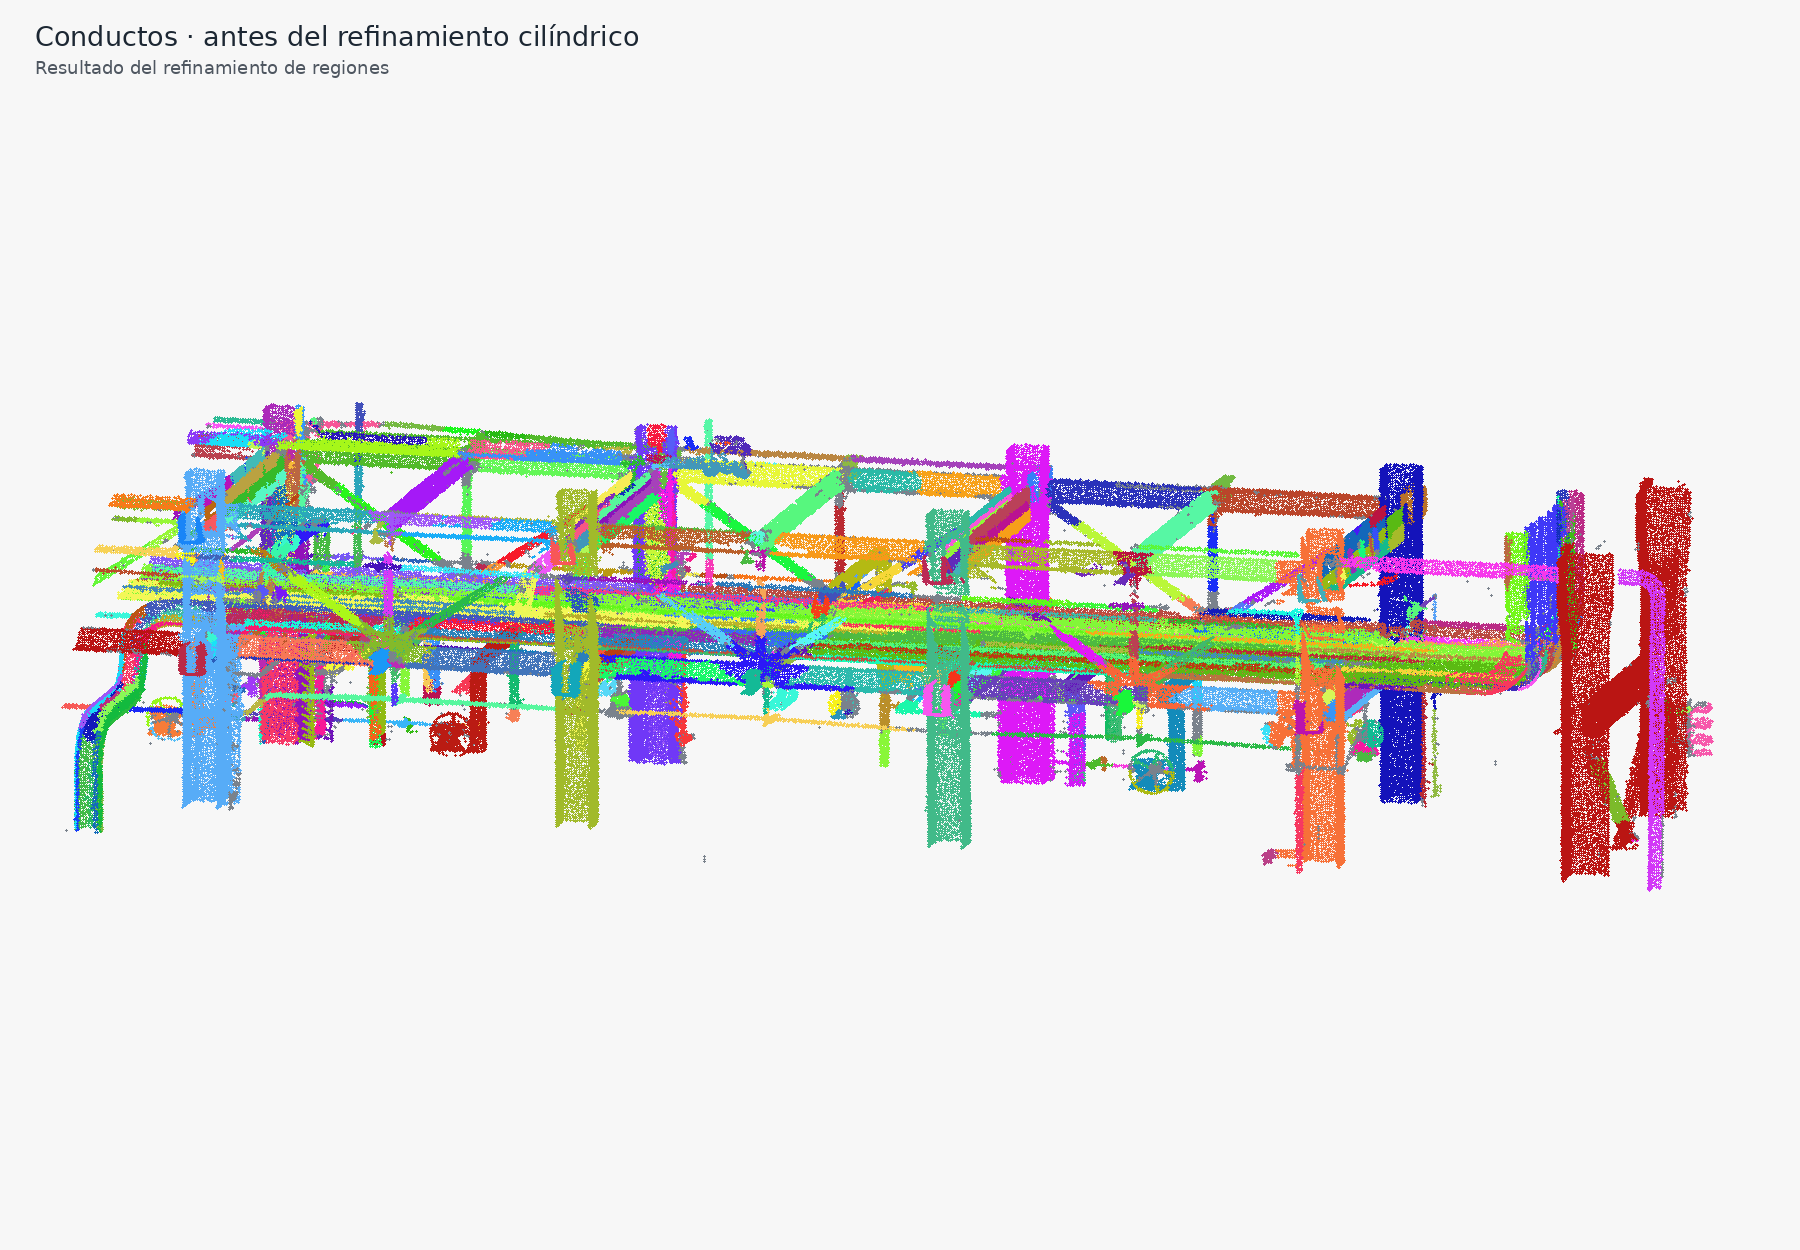 Conductos · antes del refinamiento cilíndrico
Resultado del refinamiento de regiones